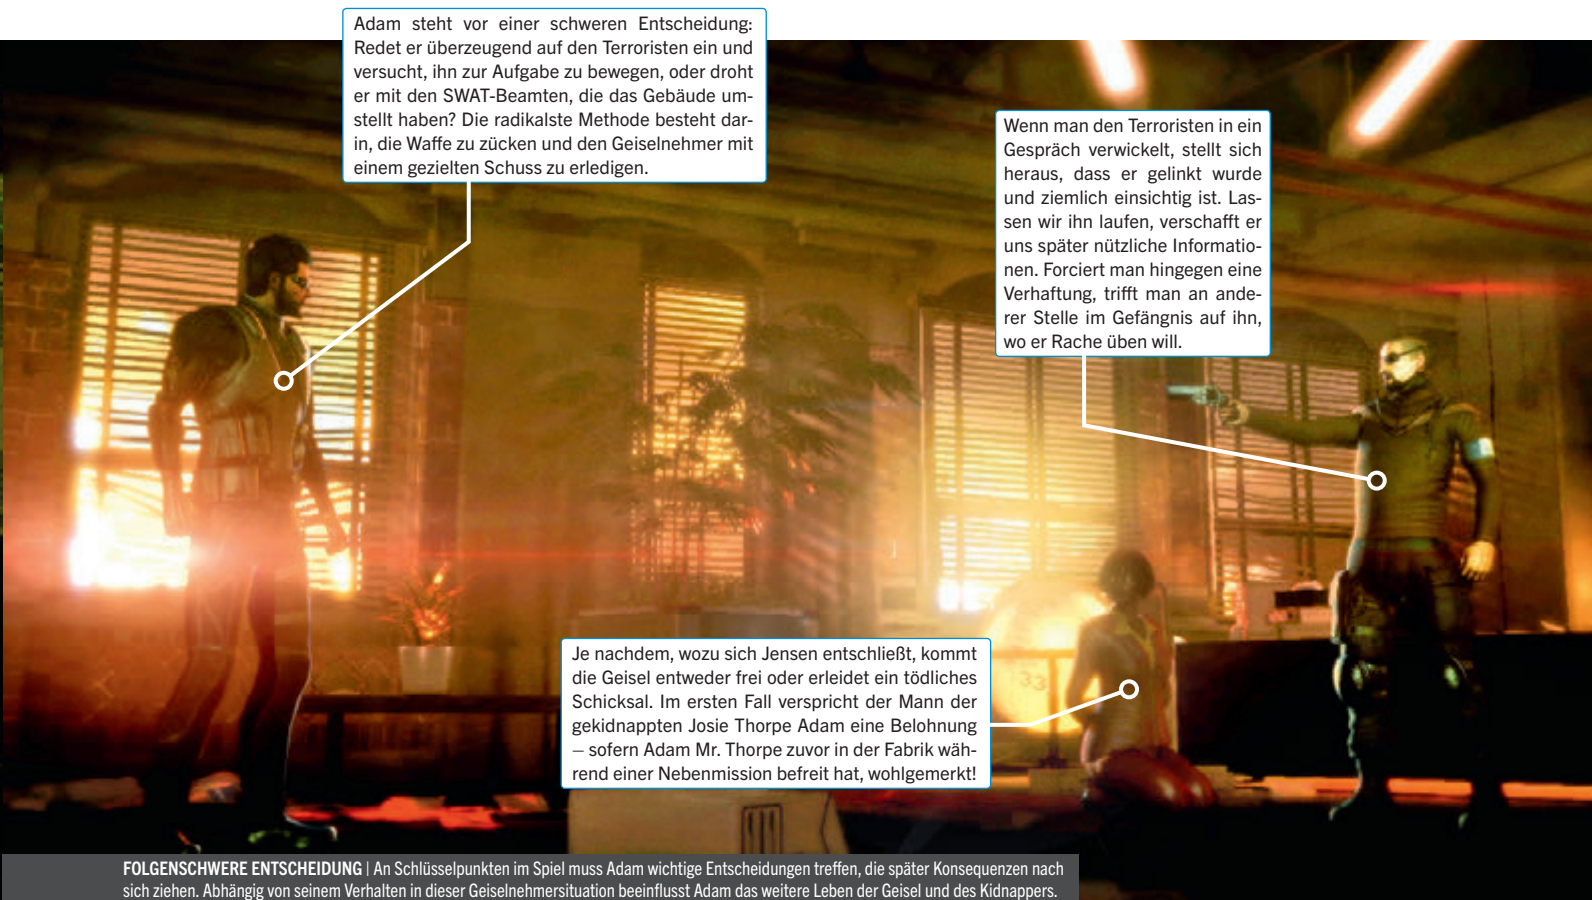 Adam steht vor einer schweren Entscheidung:
Redet er überzeugend auf den Terroristen ein und
versucht, ihn zur Aufgabe zu bewegen, oder droht
er mit den SWAT-Beamten, die das Gebäude um-
stellt haben? Die radikalste Methode besteht dar-
in, die Waffe zu zücken und den Geiselnehmer mit
einem gezielten Schuss zu erledigen.
Wenn man den Terroristen in ein
Gespräch verwickelt, stellt sich
heraus, dass er gelinkt wurde
und ziemlich einsichtig ist. Las-
sen wir ihn laufen, verschafft er
uns später nützliche Informatio-
nen. Forciert man hingegen eine
Verhaftung, trifft man an ande-
rer Stelle im Gefängnis auf ihn,
wo er Rache üben will.
Je nachdem, wozu sich Jensen entschließt, kommt
die Geisel entweder frei oder erleidet ein tödliches
Schicksal. Im ersten Fall verspricht der Mann der
gekidnappten Josie Thorpe Adam eine Belohnung
– sofern Adam Mr. Thorpe zuvor in der Fabrik wäh-
rend einer Nebenmission befreit hat, wohlgemerkt!
33
FOLGENSCHWERE ENTSCHEIDUNG | An Schlüsselpunkten im Spiel muss Adam wichtige Entscheidungen treffen, die später Konsequenzen nach
sich ziehen. Abhängig von seinem Verhalten in dieser Geiselnehmersituation beeinflusst Adam das weitere Leben der Geisel und des Kidnappers.